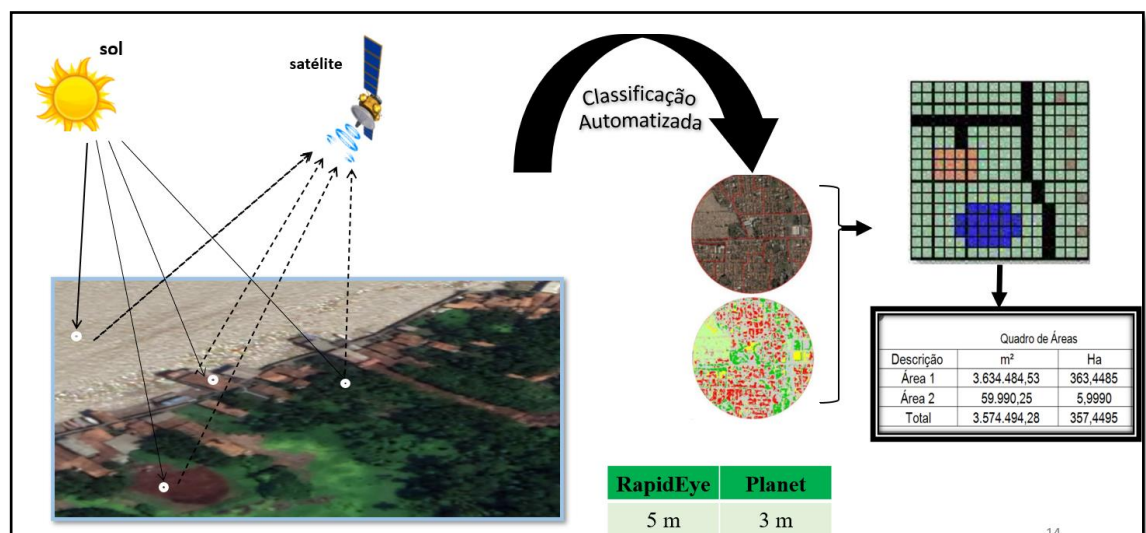 sol
satélite
Classificação
Automatizada
Quadro de Áreas
Descrição m² Ha
Área 1 3.634.484,53 363,4485
Área 2 59.990,25 5,9990
Total 3.574.494,28 357,4495
RapidEye Planet
5 m 3 m
14